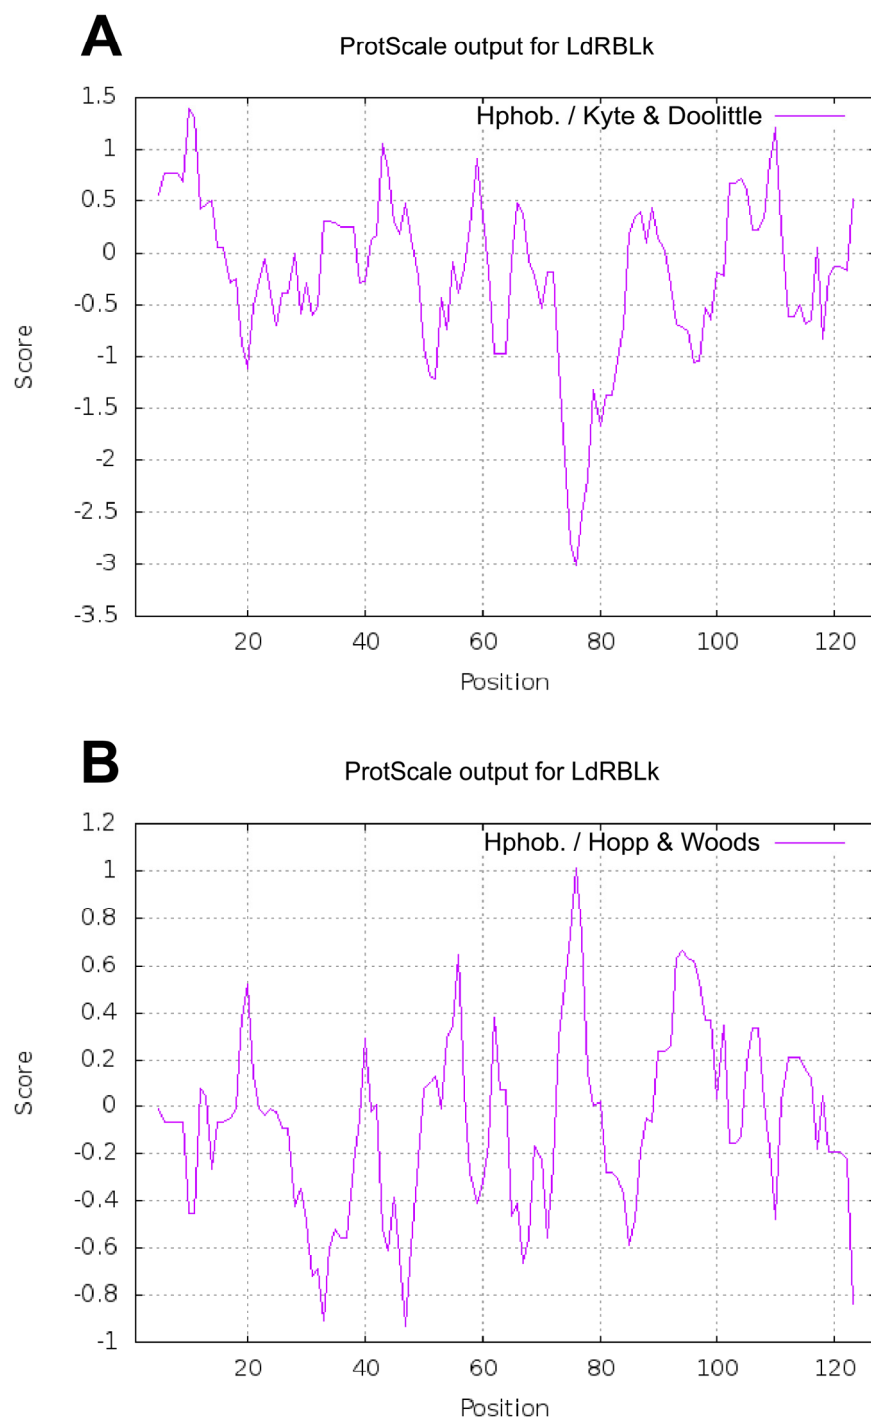 A
ProtScale output for LdRBLk
Hphob. / Kyte & Doolittle
1.5
1
0.5
0
-0.5
-1
-1.5
-2
-2.5
-3
-3.5
Score
20 40 60 80 100 120
Position
B
ProtScale output for LdRBLk
Hphob. / Hopp & Woods
1.2
1
0.8
0.6
0.4
0.2
0
-0.2
-0.4
-0.6
-0.8
-1
Score
20 40 60 80 100 120
Position